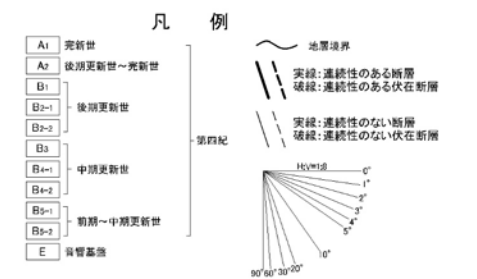 凡 例
A1 完新世
A2 後期更新世～完新世
B1
B2-1 後期更新世
B2-2
B3
B4-1 中期更新世
B4-2
B5-1 前期～中期更新世
B5-2
E 音響基盤
第四紀
地層境界
実線：連続性のある断層
破線：連続性のある伏在断層
実線：連続性のない断層
破線：連続性のない伏在断層
H:V=1:8
0°
1°
2°
3°
4°
5°
10°
20°
30°
60°
90°